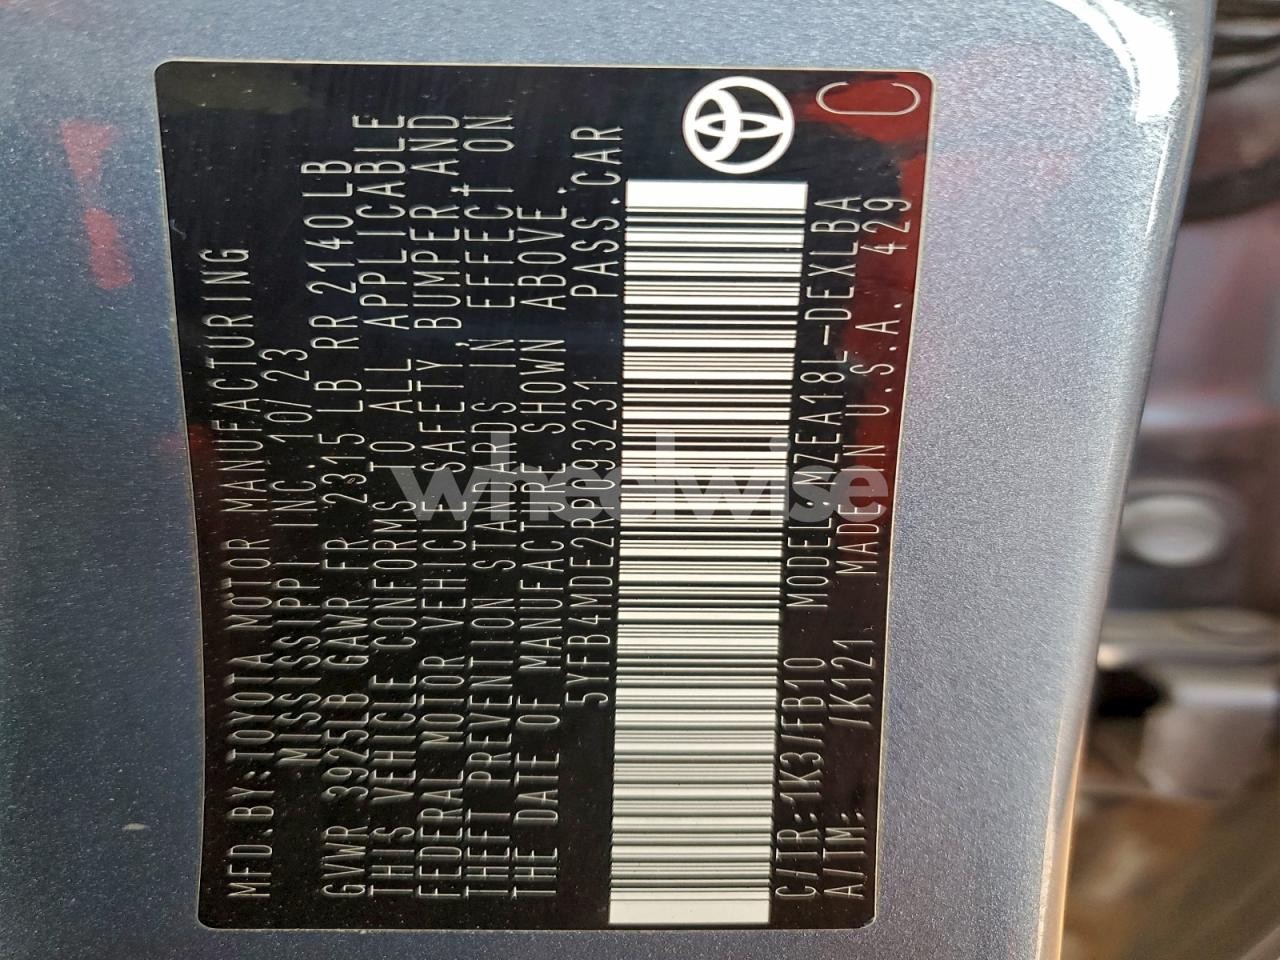 MFD.BY:TOYOTA MOTOR MANUFACTURING
MISSISSIPPI INC. 10/23
GVWR 3925LB GAWR FR 2315 LB RR 2140LB
THIS VEHICLE CONFORMS TO ALL APPLICABLE
FEDERAL MOTOR VEHICLE SAFETY, BUMPER, AND
THEFT PREVENTION STANDARDS IN EFFECT ON
THE DATE OF MANUFACTURE SHOWN ABOVE.
5YFB4MDE2RP093231 PASS.CAR
C/TR:1K3/FB10 MODEL:MZEA18L-DEXLBA
A/TM: /K121 MADE IN U.S.A. 429 C
wheelwise